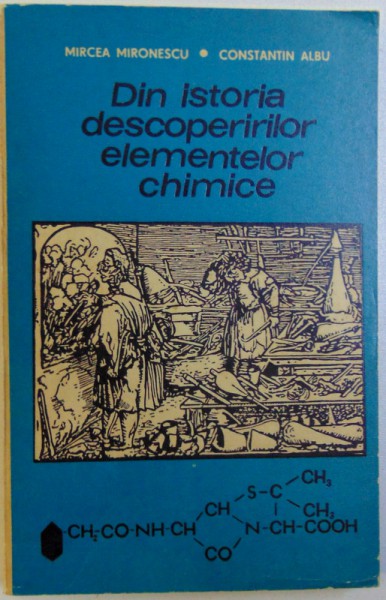 MIRCEA MIRONESCU • CONSTANTIN ALBU
Din istoria
descoperirilor
elementelor
chimice
CH₃
S-C
CH
CH₃
CH₂-CO-NH-CH
N-CH-COOH
CO